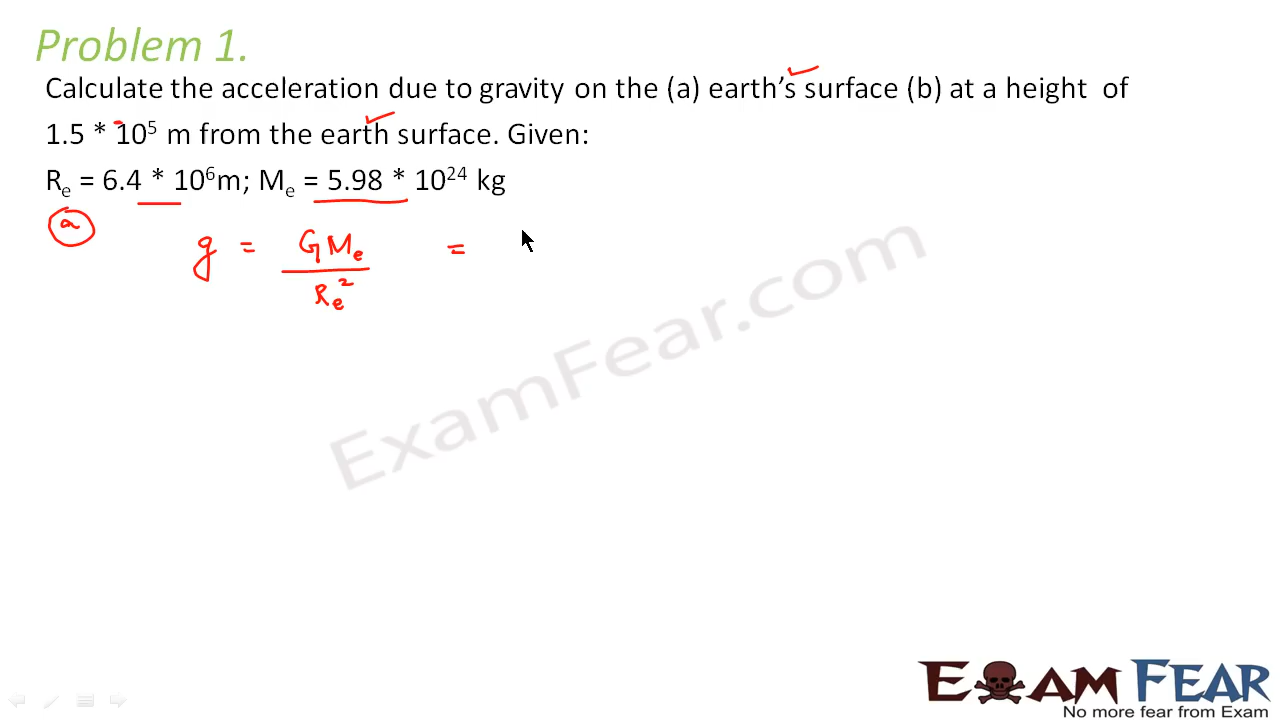 Problem 1.
Calculate the acceleration due to gravity on the (a) earth's surface (b) at a height of
1.5 * 10⁵ m from the earth surface. Given:
Rₑ = 6.4 * 10⁶m; Mₑ = 5.98 * 10²⁴ kg
a
g = GMₑ / Rₑ² =
ExamFear.com
EXAM FEAR
No more fear from Exam